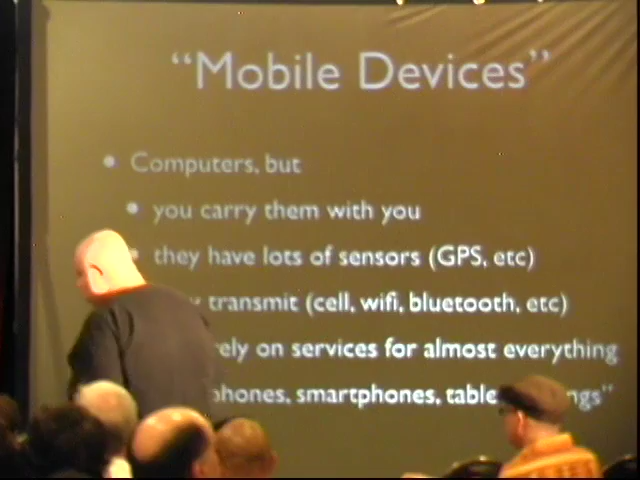 “Mobile Devices”
• Computers, but
• you carry them with you
• they have lots of sensors (GPS, etc)
transmit (cell, wifi, bluetooth, etc)
rely on services for almost everything
phones, smartphones,